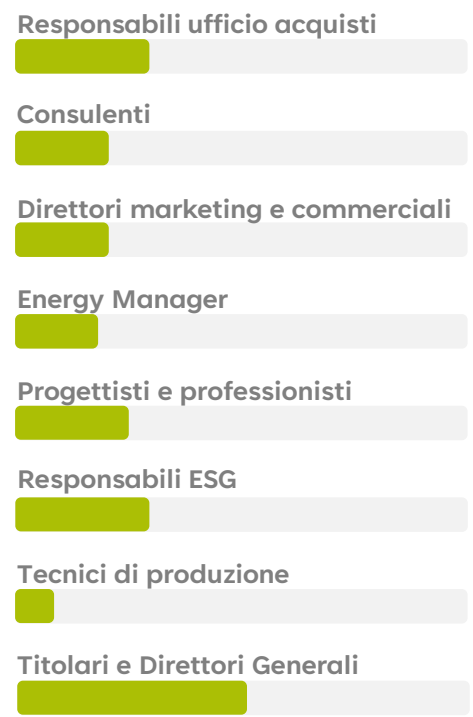 Responsabili ufficio acquisti
Consulenti
Direttori marketing e commerciali
Energy Manager
Progettisti e professionisti
Responsabili ESG
Tecnici di produzione
Titolari e Direttori Generali